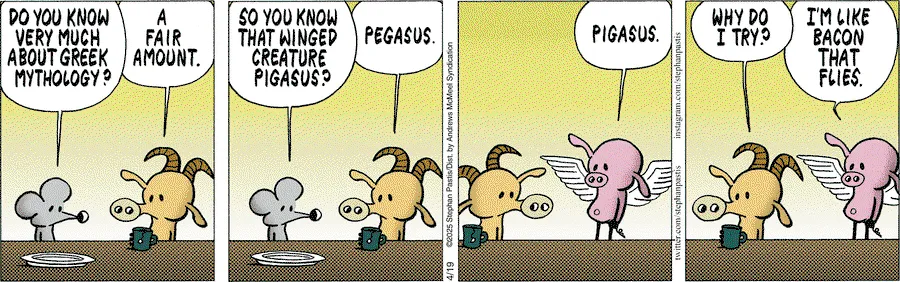 DO YOU KNOW
VERY MUCH
ABOUT GREEK
MYTHOLOGY?
A
FAIR
AMOUNT.
SO YOU KNOW
THAT WINGED
CREATURE
PIGASUS?
PEGASUS.
©2025 Stephan Pastis/Dist. by Andrews McMeel Syndication
4/19
PIGASUS.
twitter.com/stephanpastis
instagram.com/stephanpastis
WHY DO
I TRY?
I'M LIKE
BACON
THAT
FLIES.